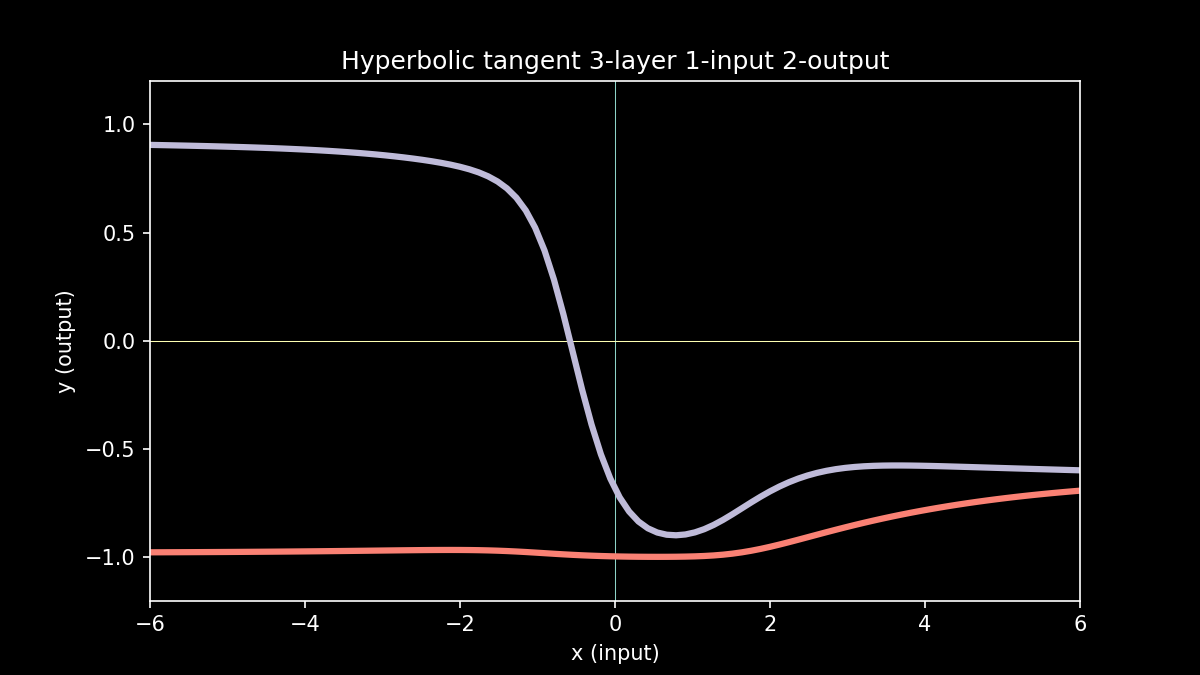 Hyperbolic tangent 3-layer 1-input 2-output
1.0
0.5
0.0
−0.5
−1.0
y (output)
−6 −4 −2 0 2 4 6
x (input)